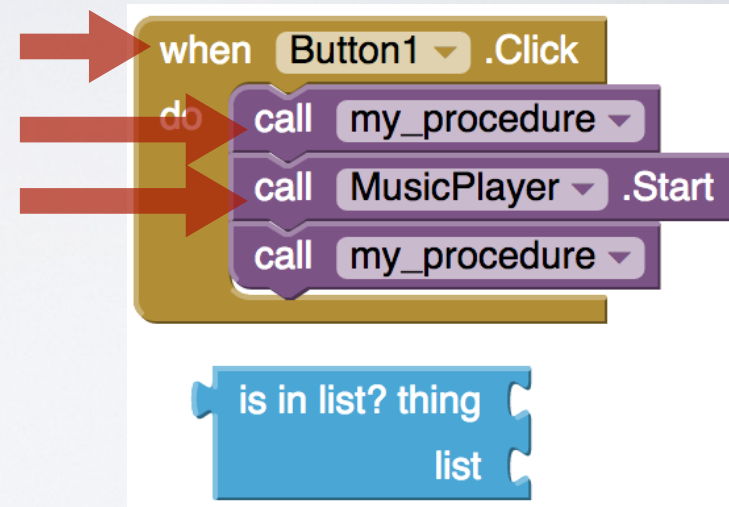 when Button1 .Click
do call my_procedure
call MusicPlayer .Start
call my_procedure
is in list? thing
list